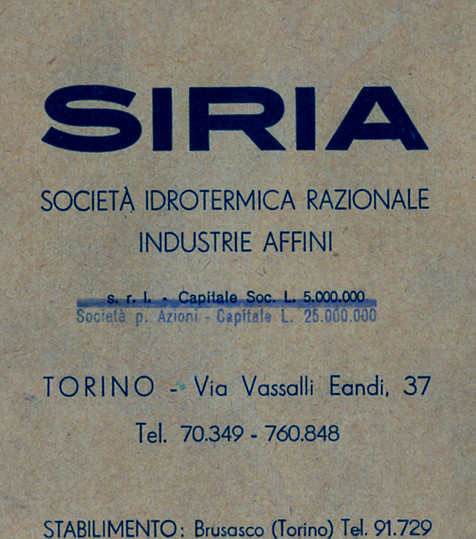 SIRIA
SOCIETÀ IDROTERMICA RAZIONALE
INDUSTRIE AFFINI
s. r. l. - Capitale Soc. L. 5.000.000
Società p. Azioni - Capitale L. 25.000.000
TORINO - Via Vassalli Eandi, 37
Tel. 70.349 - 760.848
STABILIMENTO: Brusasco (Torino) Tel. 91.729